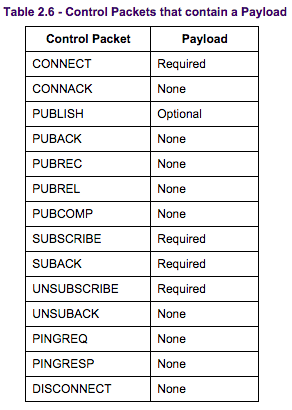 Table 2.6 - Control Packets that contain a Payload
Control Packet Payload
CONNECT Required
CONNACK None
PUBLISH Optional
PUBACK None
PUBREC None
PUBREL None
PUBCOMP None
SUBSCRIBE Required
SUBACK Required
UNSUBSCRIBE Required
UNSUBACK None
PINGREQ None
PINGRESP None
DISCONNECT None